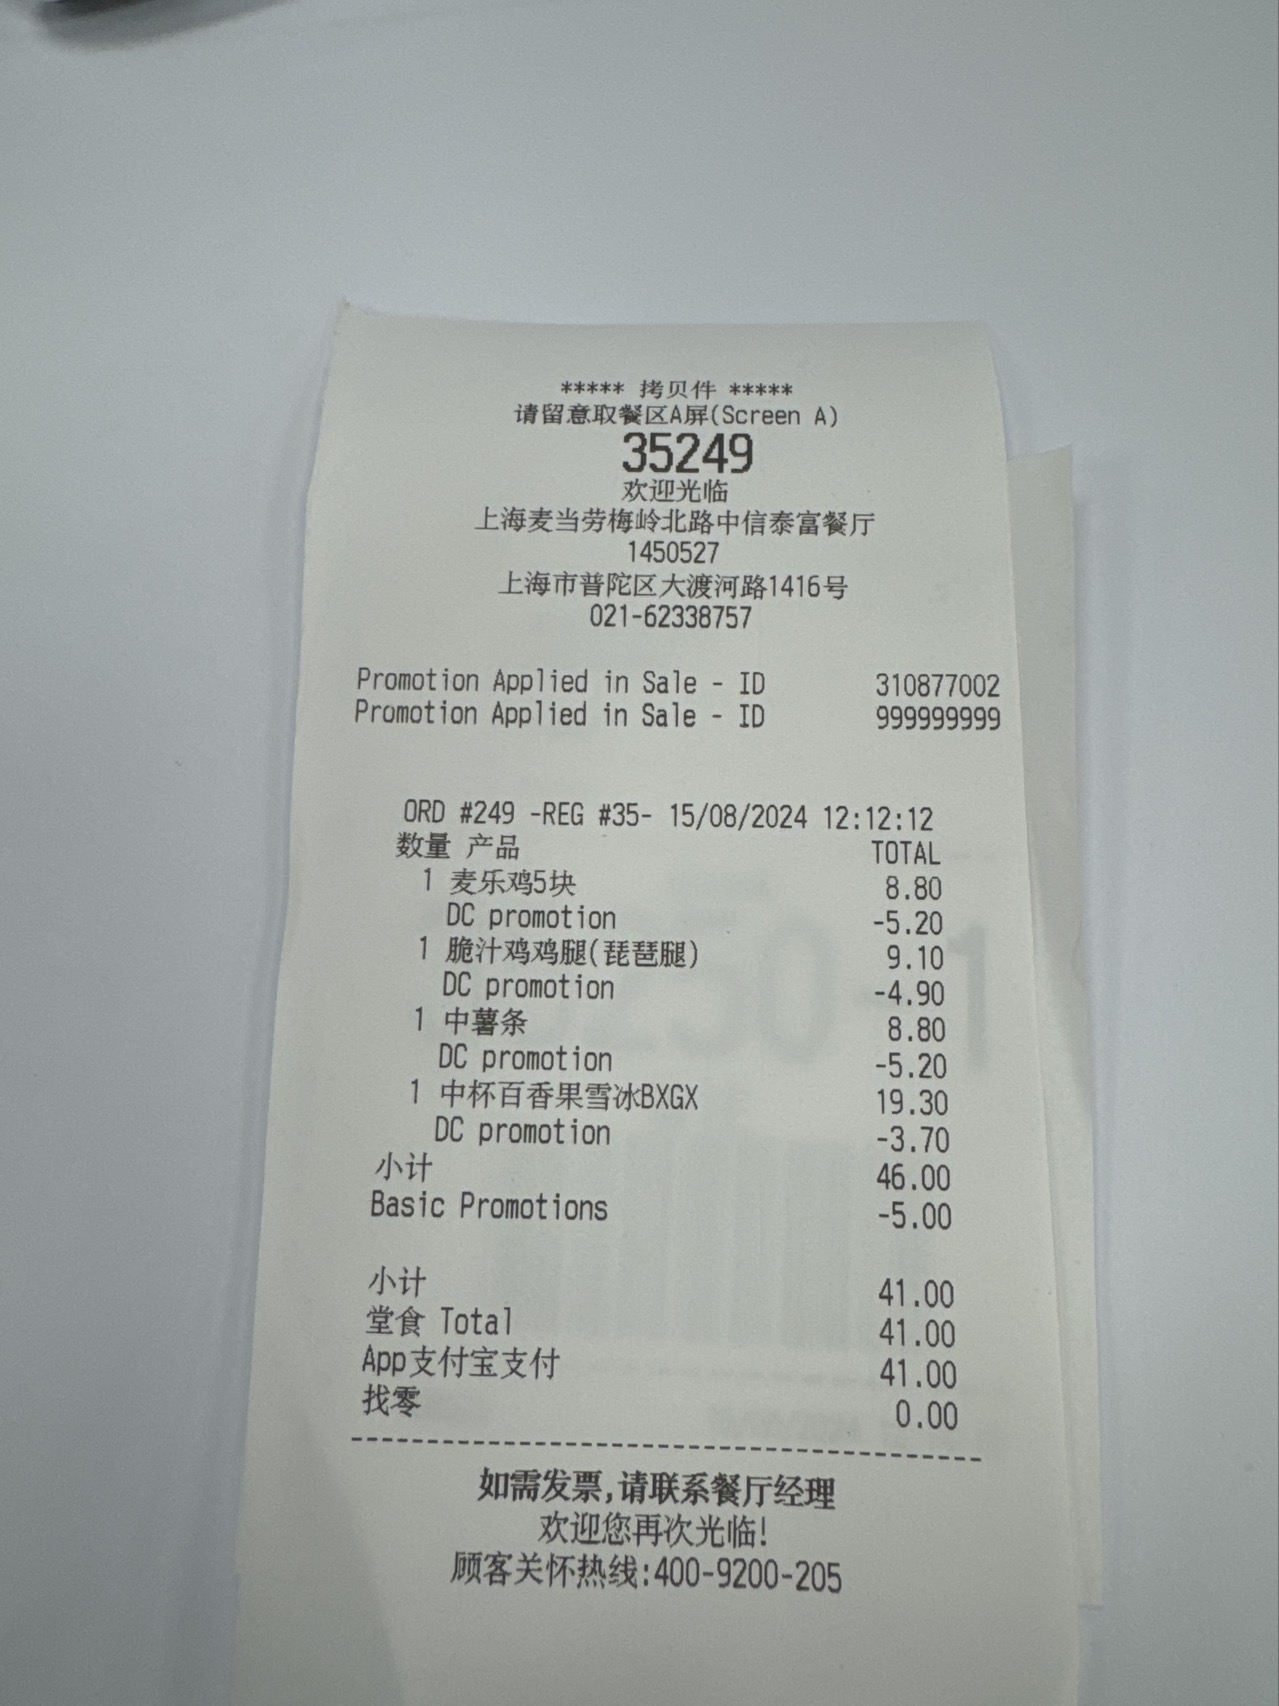 ***** 拷贝件 *****
请留意取餐区A屏(Screen A)
35249
欢迎光临
上海麦当劳梅岭北路中信泰富餐厅
1450527
上海市普陀区大渡河路1416号
021-62338757
Promotion Applied in Sale - ID 310877002
Promotion Applied in Sale - ID 999999999
ORD #249 -REG #35- 15/08/2024 12:12:12
数量 产品 TOTAL
1 麦乐鸡5块 8.80
DC promotion -5.20
1 脆汁鸡鸡腿(琵琶腿) 9.10
DC promotion -4.90
1 中薯条 8.80
DC promotion -5.20
1 中杯百香果雪冰BXGX 19.30
DC promotion -3.70
小计 46.00
Basic Promotions -5.00
小计 41.00
堂食 Total 41.00
App支付宝支付 41.00
找零 0.00
如需发票,请联系餐厅经理
欢迎您再次光临!
顾客关怀热线:400-9200-205